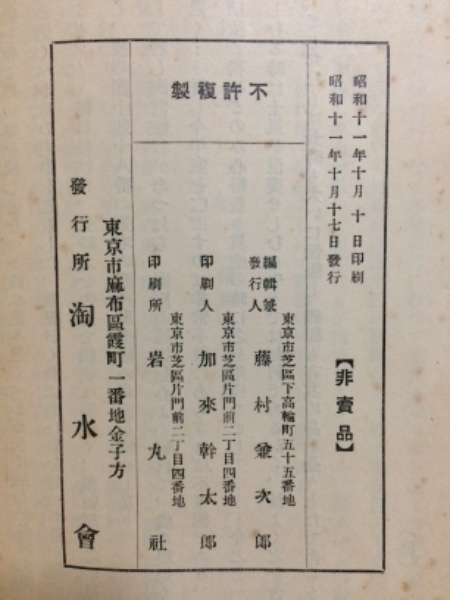 昭和十一年十月十日印刷
昭和十一年十月十七日發行
【非賣品】
不許複製
東京市芝區下高輪町五十五番地
編輯兼發行人 藤村兼次郎
東京市芝區片門前二丁目四番地
印刷人 加來幹太郎
東京市芝區片門前二丁目四番地
印刷所 岩丸社
東京市麻布區霞町一番地金子方
發行所 淘水會